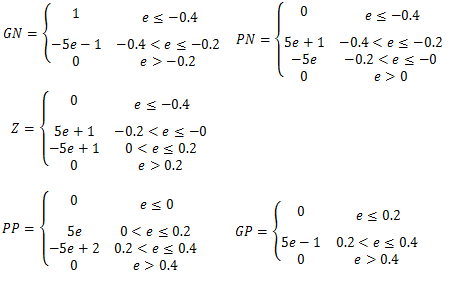 GN = { 1 e ≤ −0.4
−5e − 1 −0.4 < e ≤ −0.2
0 e > −0.2
PN = { 0 e ≤ −0.4
5e + 1 −0.4 < e ≤ −0.2
−5e −0.2 < e ≤ −0
0 e > 0
Z = { 0 e ≤ −0.4
5e + 1 −0.2 < e ≤ −0
−5e + 1 0 < e ≤ 0.2
0 e > 0.2
PP = { 0 e ≤ 0
5e 0 < e ≤ 0.2
−5e + 2 0.2 < e ≤ 0.4
0 e > 0.4
GP = { 0 e ≤ 0.2
5e − 1 0.2 < e ≤ 0.4
0 e > 0.4